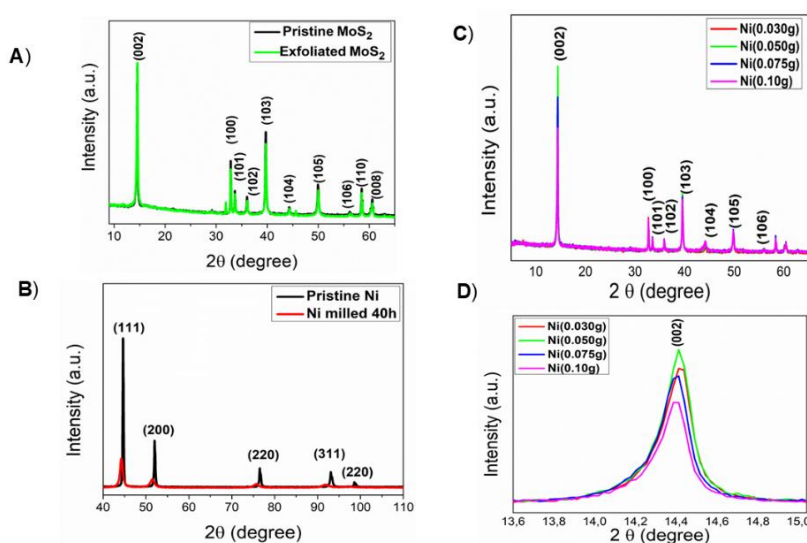 A)
Intensity (a.u.)
Pristine MoS2
Exfoliated MoS2
(002)
(100)
(101)
(102)
(103)
(104)
(105)
(106)
(110)
(008)
10 20 30 40 50 60
2θ (degree)
B)
Intensity (a.u.)
Pristine Ni
Ni milled 40h
(111)
(200)
(220)
(311)
(220)
40 50 60 70 80 90 100 110
2θ (degree)
C)
Intensity (a.u.)
Ni(0.030g)
Ni(0.050g)
Ni(0.075g)
Ni(0.10g)
(002)
(100)
(101)
(102)
(103)
(104)
(105)
(106)
10 20 30 40 50 60
2 θ (degree)
D)
Intensity (a.u.)
Ni(0.030g)
Ni(0.050g)
Ni(0.075g)
Ni(0.10g)
(002)
13,6 14,0 14,2 14,4 14,6 14,8 15,0
2 θ (degree)